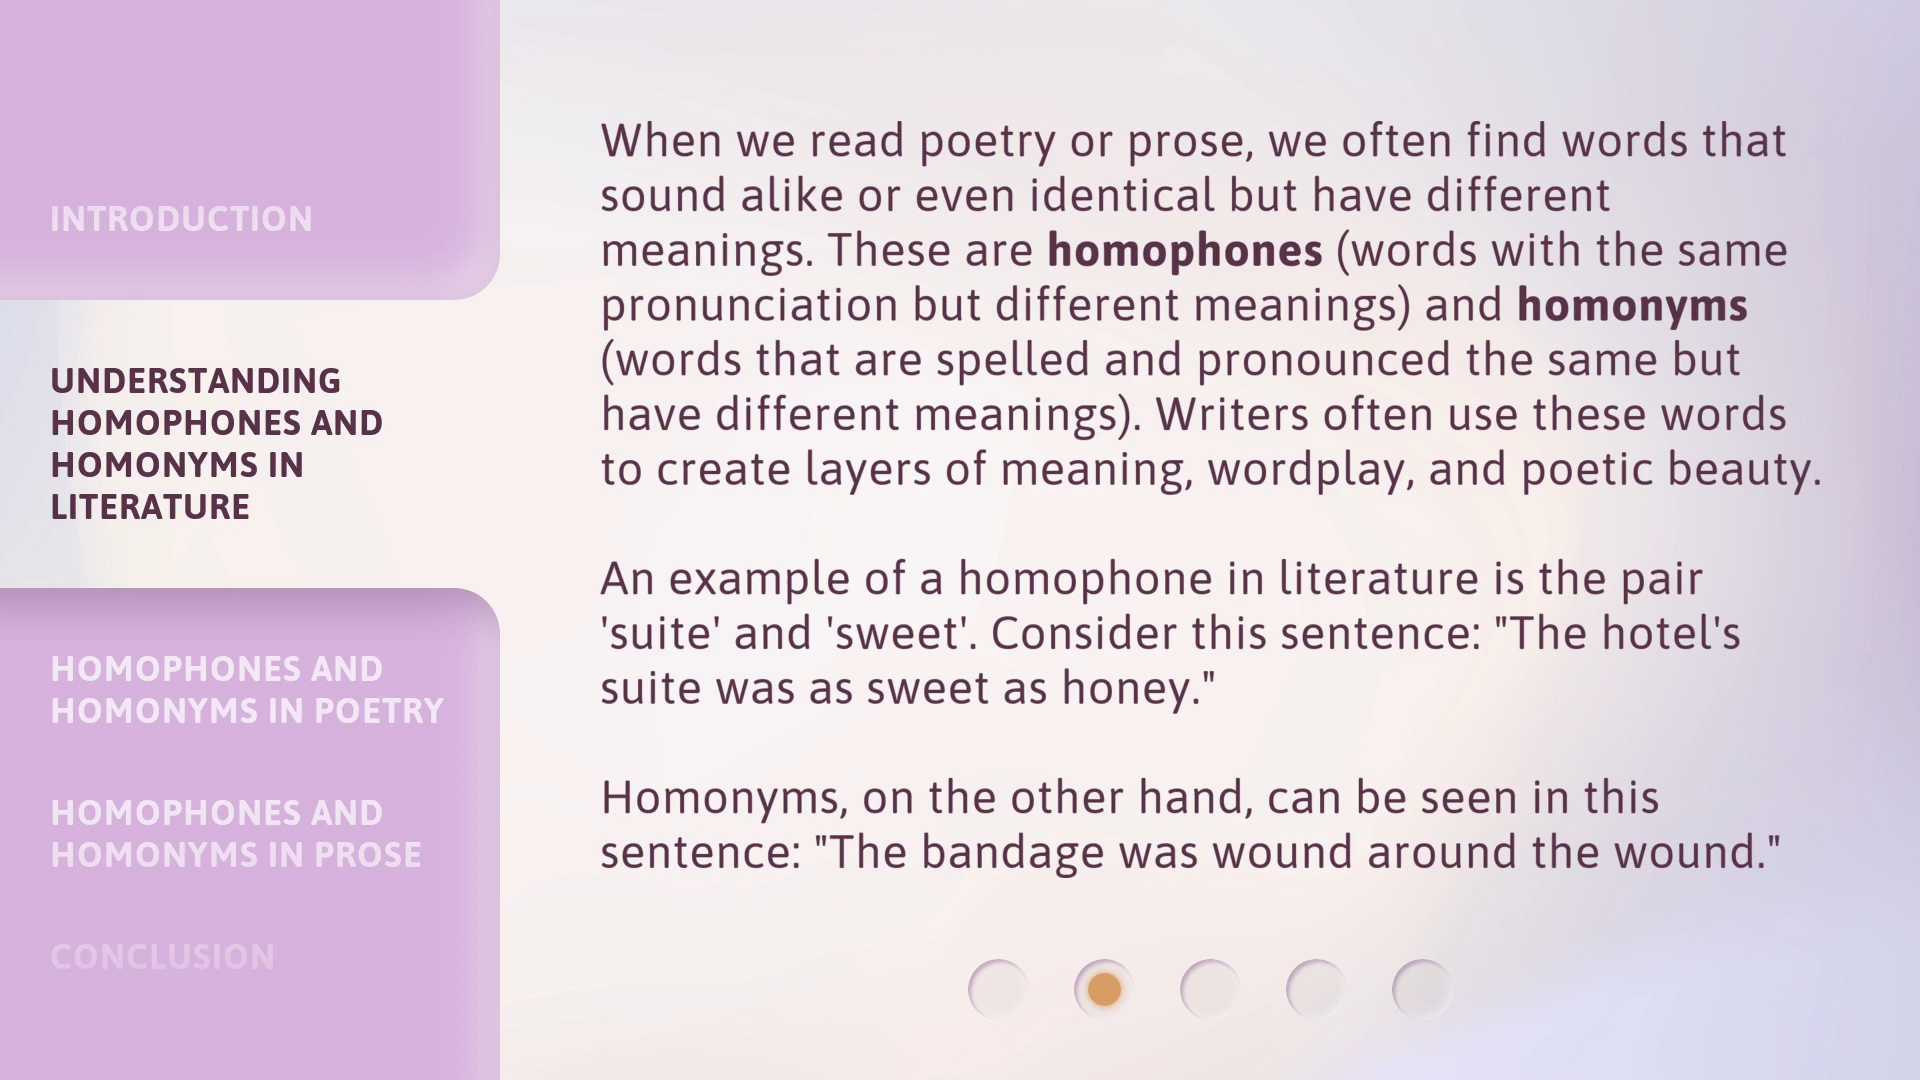 INTRODUCTION
UNDERSTANDING
HOMOPHONES AND
HOMONYMS IN
LITERATURE
HOMOPHONES AND
HOMONYMS IN POETRY
HOMOPHONES AND
HOMONYMS IN PROSE
CONCLUSION
When we read poetry or prose, we often find words that
sound alike or even identical but have different
meanings. These are homophones (words with the same
pronunciation but different meanings) and homonyms
(words that are spelled and pronounced the same but
have different meanings). Writers often use these words
to create layers of meaning, wordplay, and poetic beauty.
An example of a homophone in literature is the pair
'suite' and 'sweet'. Consider this sentence: "The hotel's
suite was as sweet as honey."
Homonyms, on the other hand, can be seen in this
sentence: "The bandage was wound around the wound."